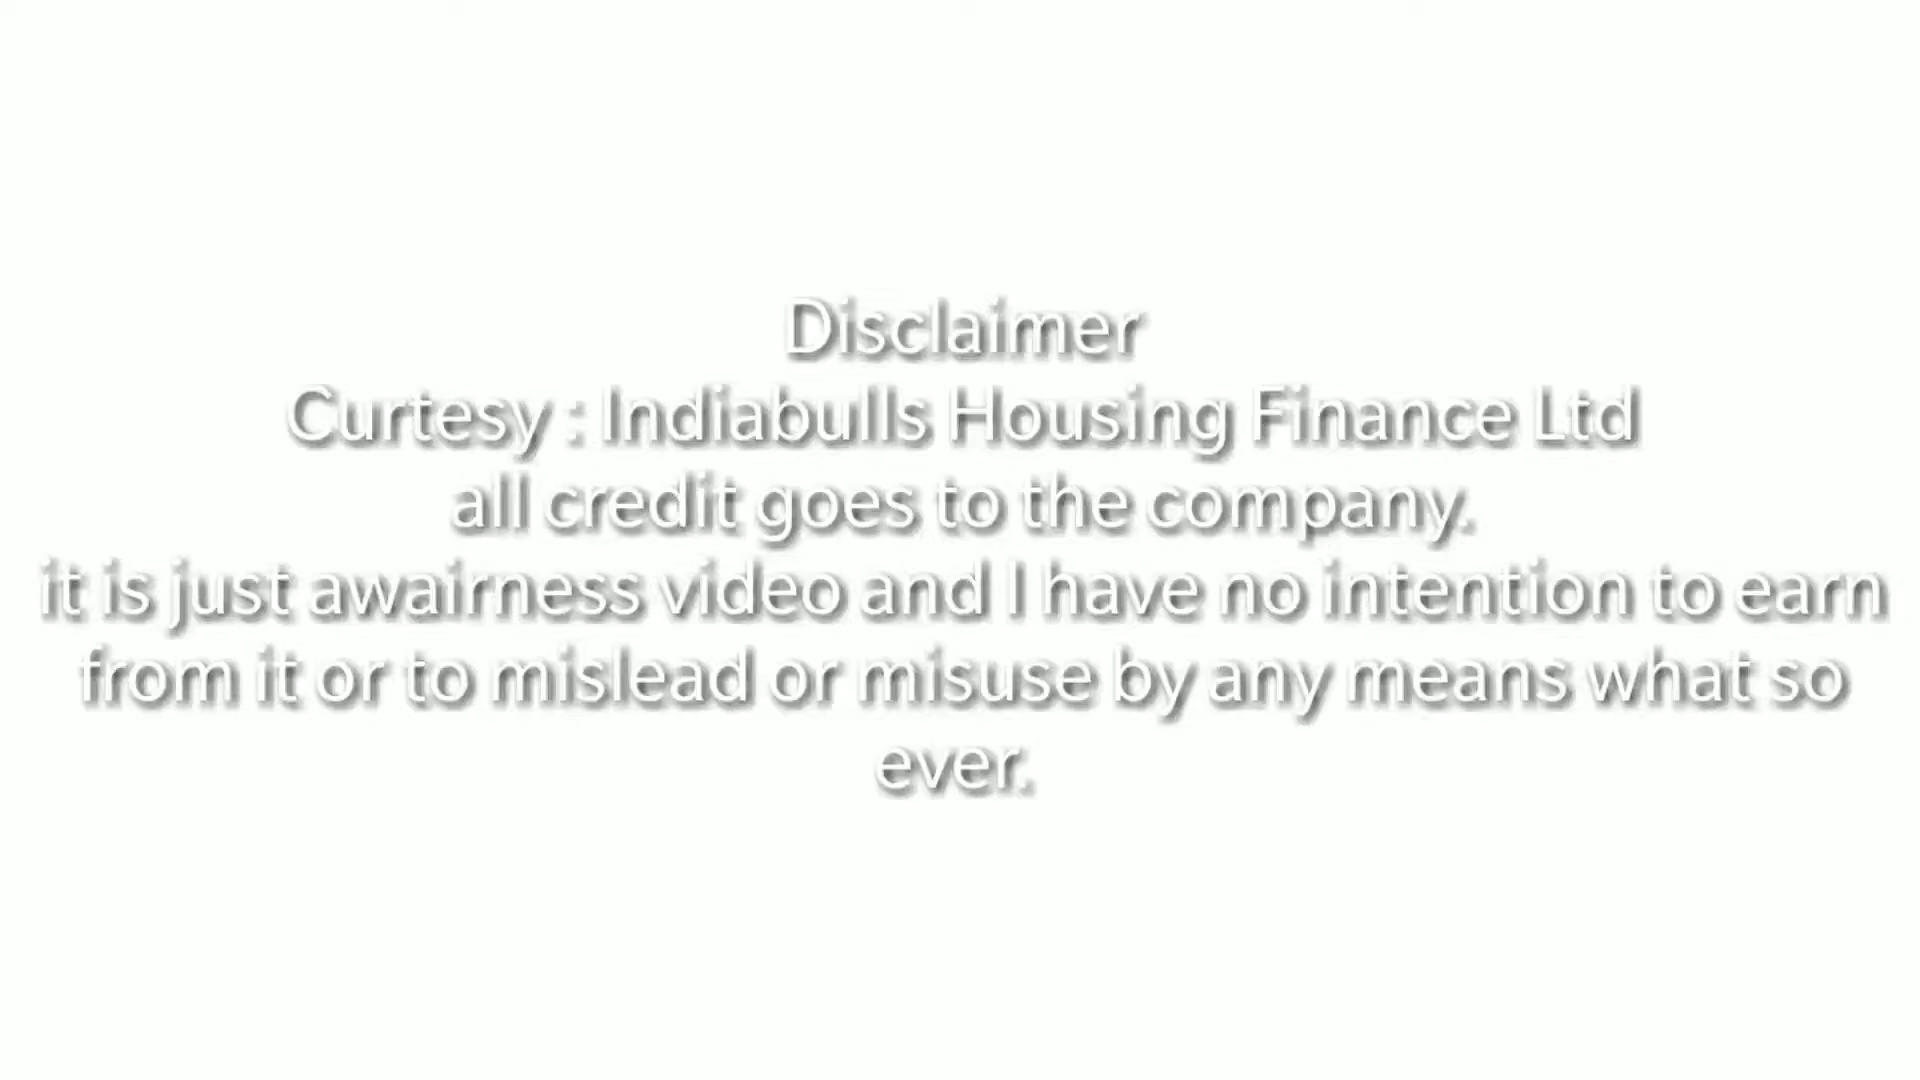 Disclaimer
Curtesy : Indiabulls Housing Finance Ltd
all credit goes to the company.
it is just awairness video and I have no intention to earn
from it or to mislead or misuse by any means what so
ever.